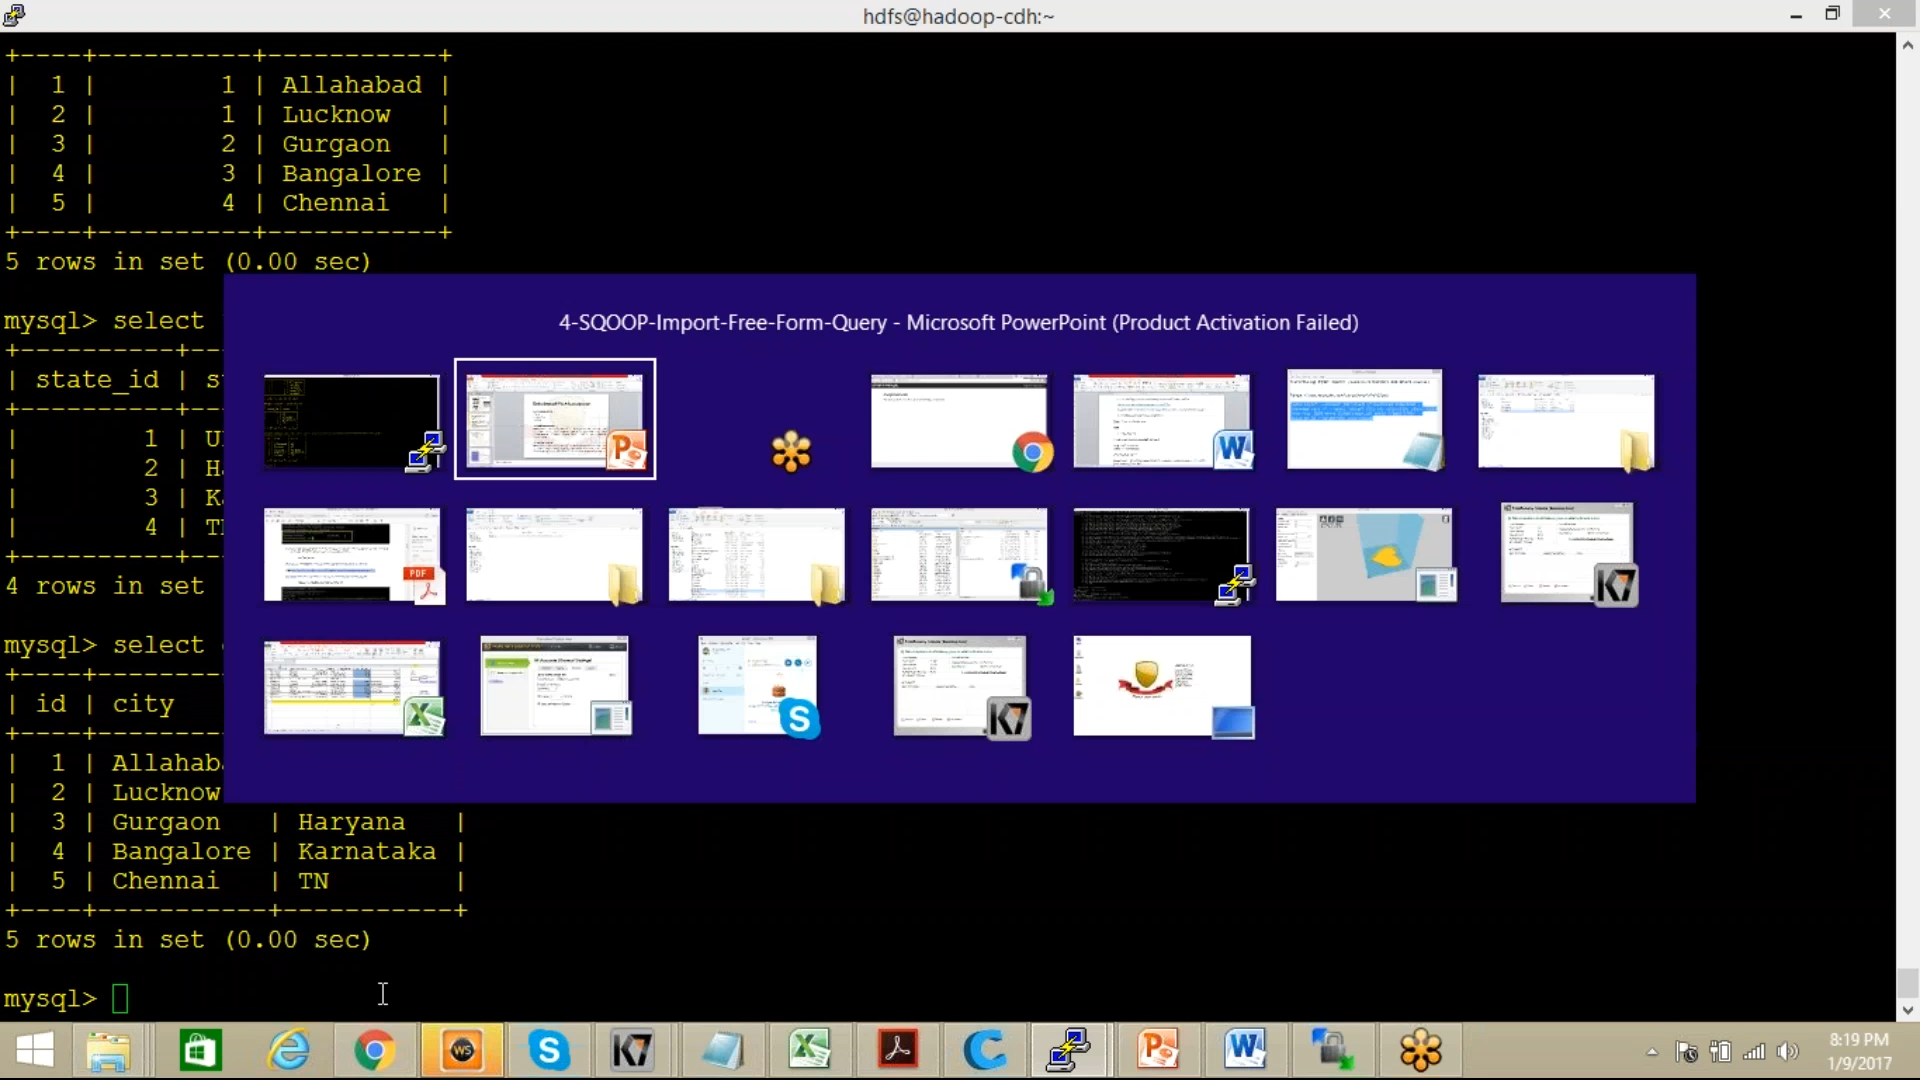 hdfs@hadoop-cdh:~
+----+----------+-----------+
| 1 | 1 | Allahabad |
| 2 | 1 | Lucknow |
| 3 | 2 | Gurgaon |
| 4 | 3 | Bangalore |
| 5 | 4 | Chennai |
+----+----------+-----------+
5 rows in set (0.00 sec)
4-SQOOP-Import-Free-Form-Query - Microsoft PowerPoint (Product Activation Failed)
mysql> select
| state_id |
| 1 |
| 2 |
| 3 |
| 4 |
4 rows in set
mysql> select
| id | city
| 1 |
| 2 | Lucknow
| 3 | Gurgaon | Haryana |
| 4 | Bangalore | Karnataka |
| 5 | Chennai | TN |
+----+-----------+-----------+
5 rows in set (0.00 sec)
mysql>
8:19 PM
1/9/2017